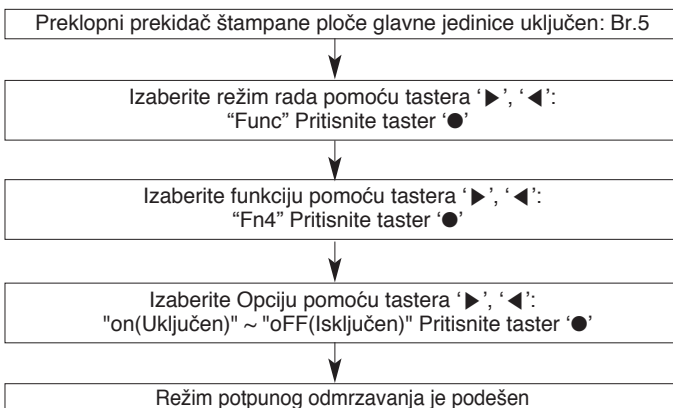 Preklopni prekidač štampane ploče glavne jedinice uključen: Br.5
Izaberite režim rada pomoću tastera ‘▶’, ‘◀’:
“Func” Pritisnite taster ‘●’
Izaberite funkciju pomoću tastera ‘▶’, ‘◀’:
“Fn4” Pritisnite taster ‘●’
Izaberite Opciju pomoću tastera ‘▶’, ‘◀’:
"on(Uključen)" ~ "oFF(Isključen)" Pritisnite taster ‘●’
Režim potpunog odmrzavanja je podešen